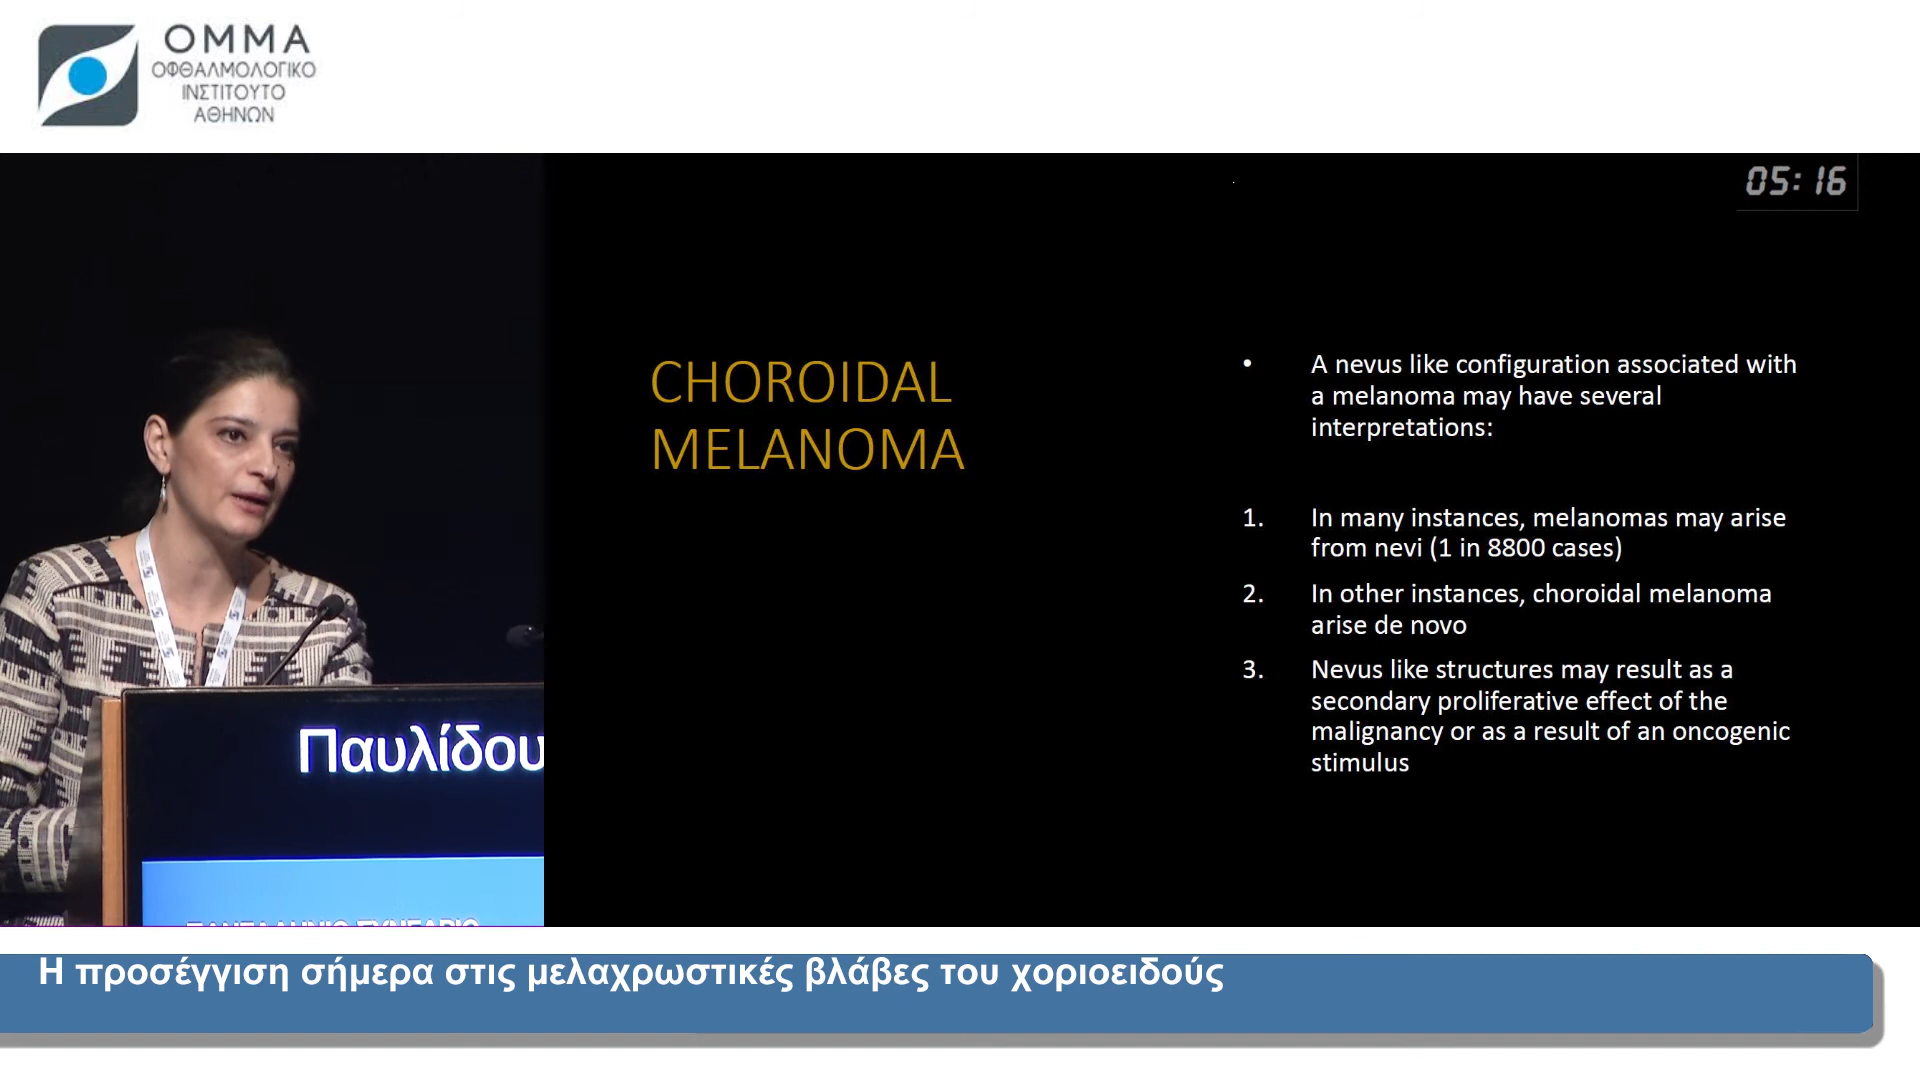 ΟΜΜΑ
ΟΦΘΑΛΜΟΛΟΓΙΚΟ
ΙΝΣΤΙΤΟΥΤΟ
ΑΘΗΝΩΝ
05:16
CHOROIDAL
MELANOMA
• A nevus like configuration associated with
a melanoma may have several
interpretations:
1. In many instances, melanomas may arise
from nevi (1 in 8800 cases)
2. In other instances, choroidal melanoma
arise de novo
3. Nevus like structures may result as a
secondary proliferative effect of the
malignancy or as a result of an oncogenic
stimulus
Παυλίδου
Η προσέγγιση σήμερα στις μελαχρωστικές βλάβες του χοριοειδούς